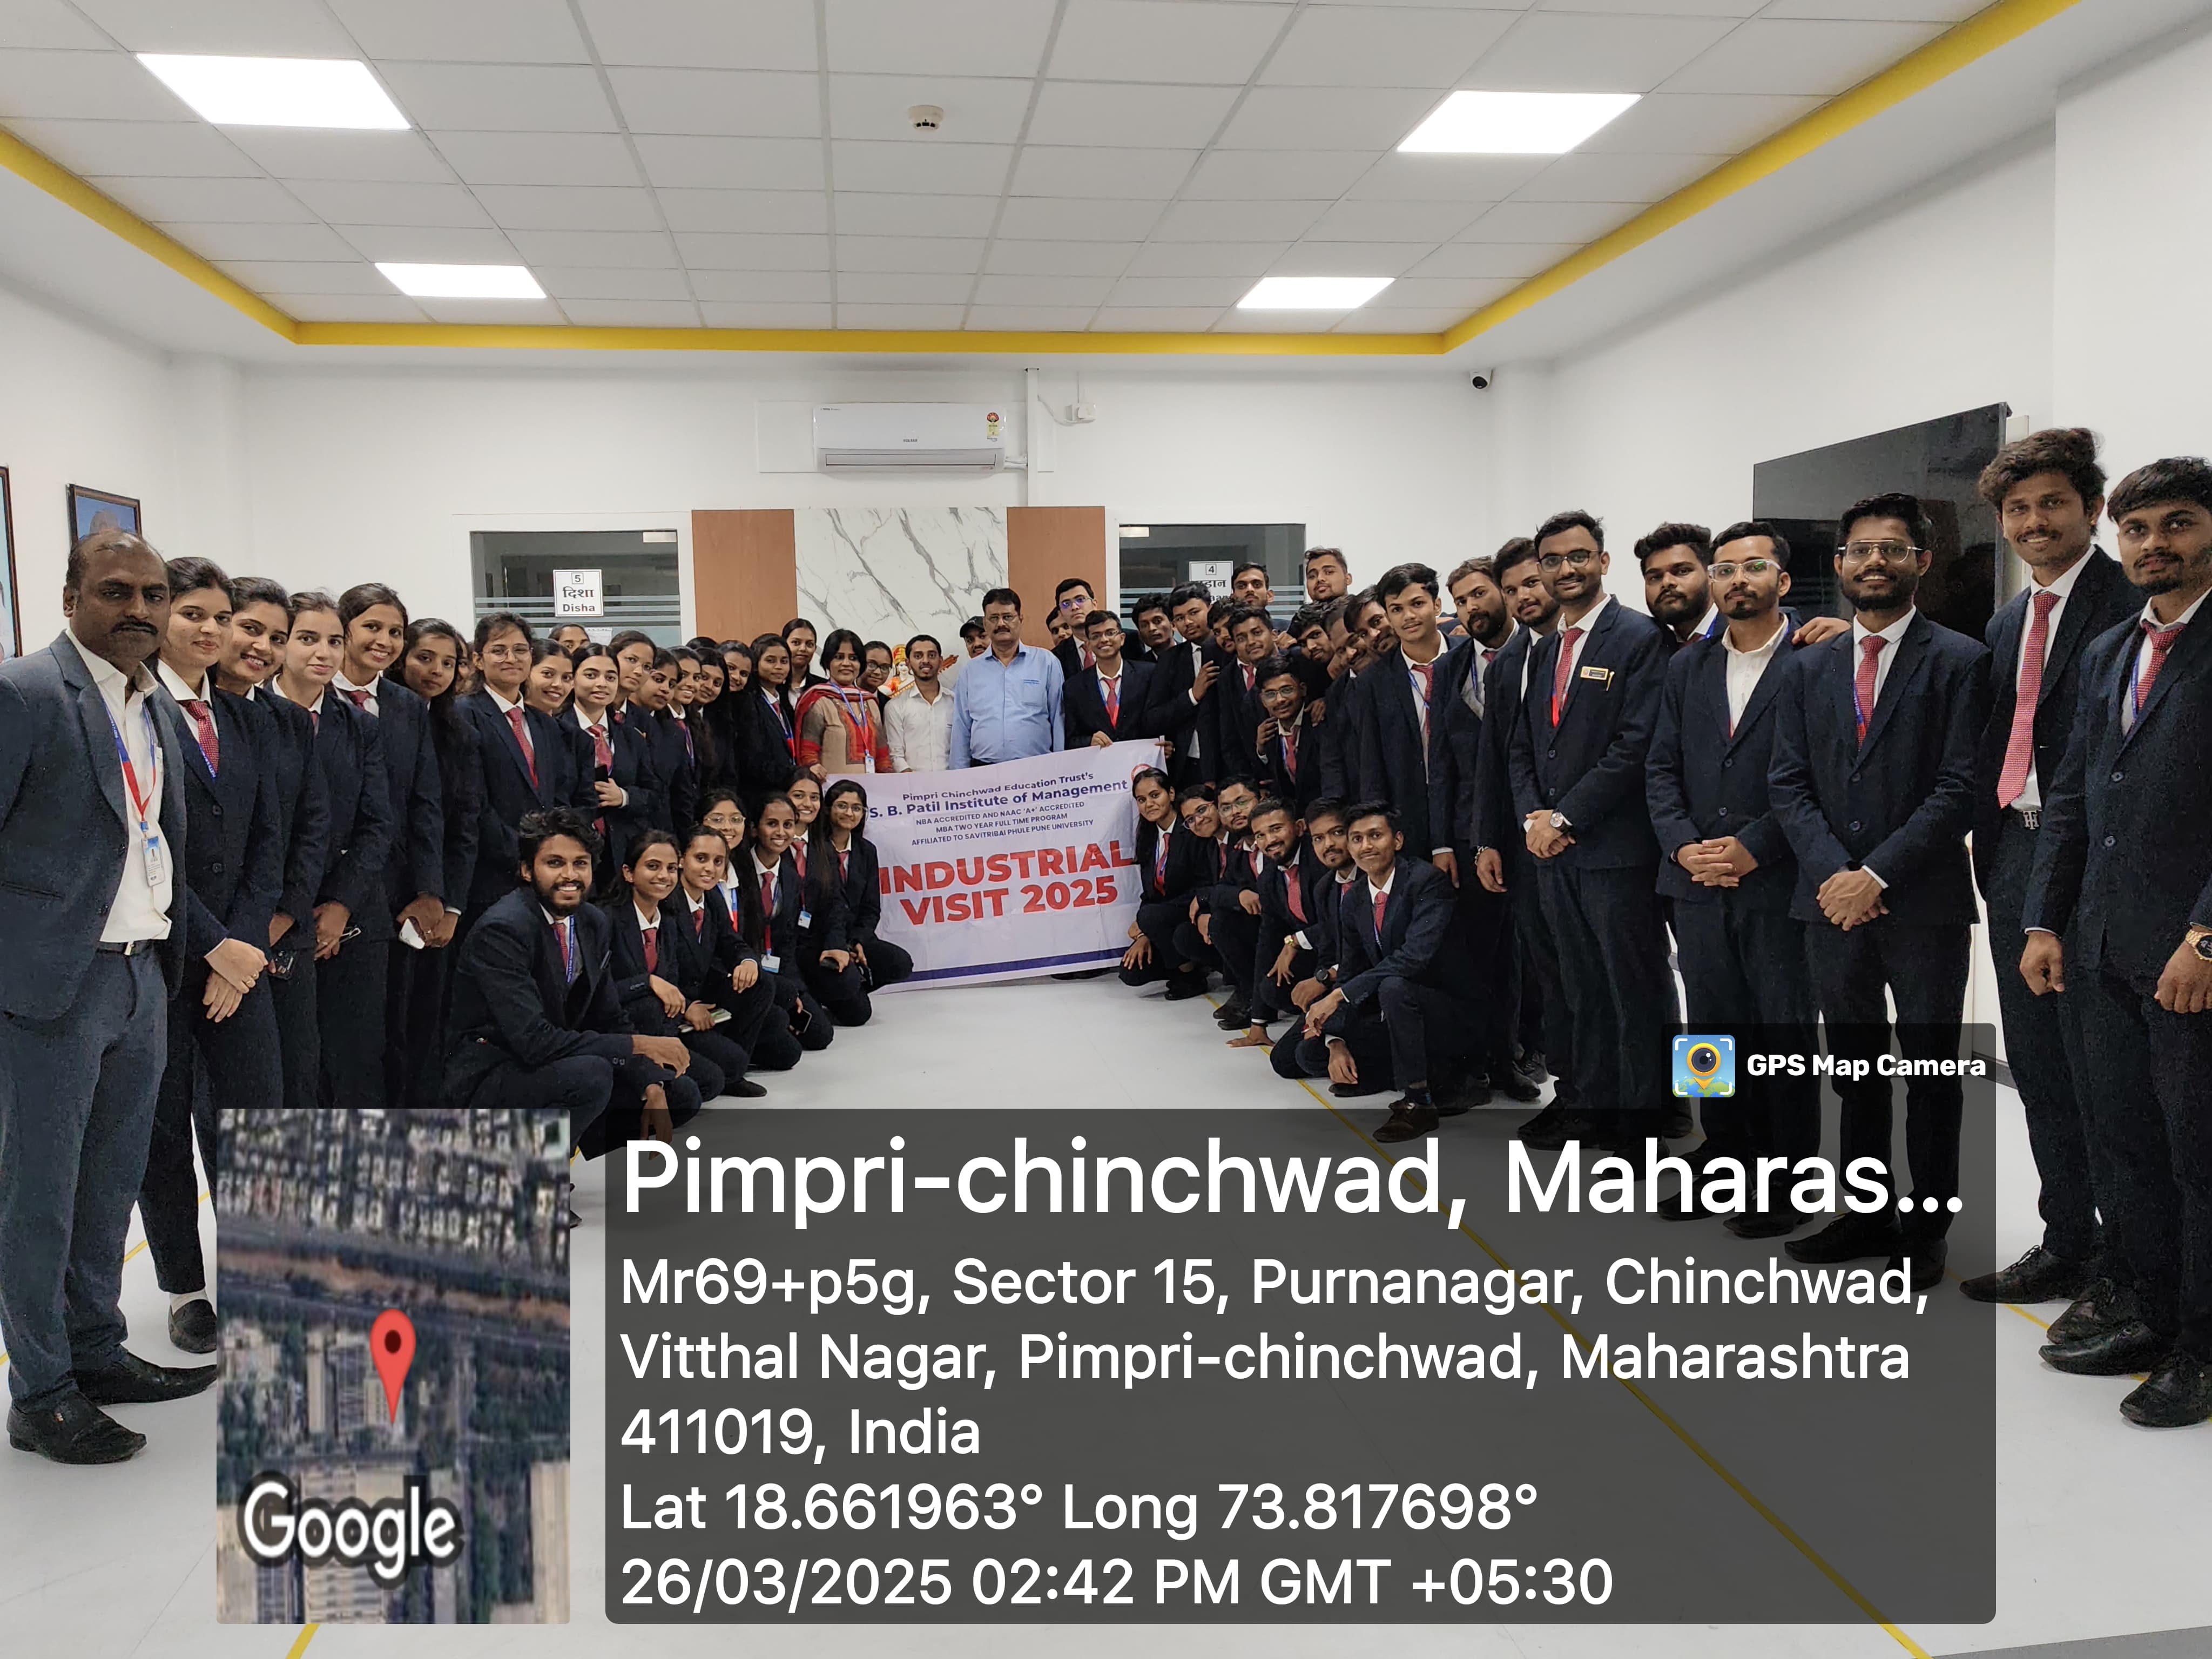 5
दिशा
Disha
4
Pimpri Chinchwad Education Trust's
S. B. Patil Institute of Management
NBA ACCREDITED AND NAAC 'A+' ACCREDITED
MBA TWO YEAR FULL TIME PROGRAM
AFFILIATED TO SAVITRIBAI PHULE PUNE UNIVERSITY
INDUSTRIAL
VISIT 2025
GPS Map Camera
Pimpri-chinchwad, Maharas...
Mr69+p5g, Sector 15, Purnanagar, Chinchwad,
Vitthal Nagar, Pimpri-chinchwad, Maharashtra
411019, India
Lat 18.661963° Long 73.817698°
26/03/2025 02:42 PM GMT +05:30
Google